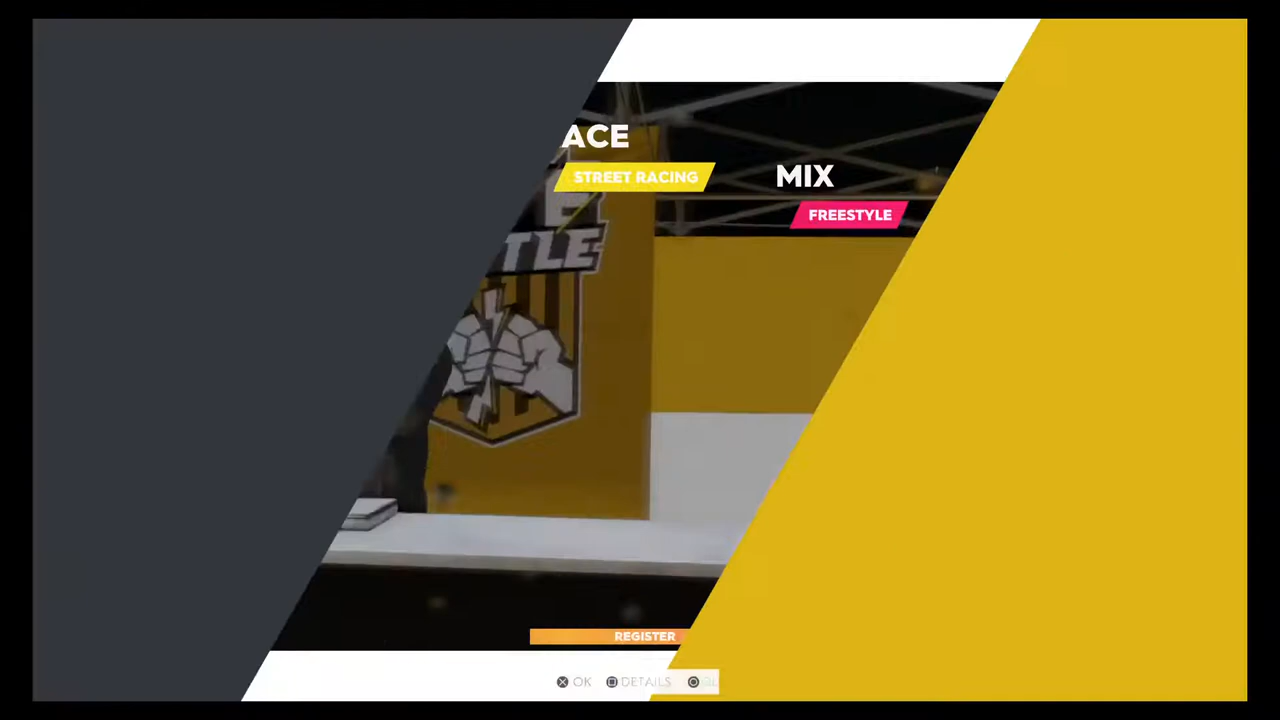 ACE
STREET RACING
MIX
FREESTYLE
TLE
REGISTER
OK DETAILS